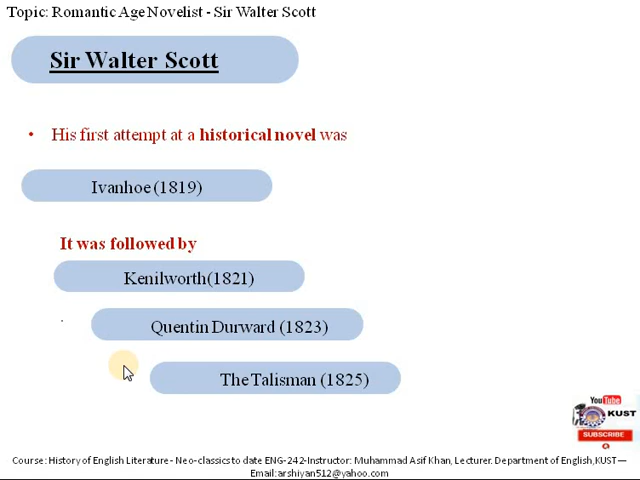 Topic: Romantic Age Novelist - Sir Walter Scott
Sir Walter Scott
• His first attempt at a historical novel was
Ivanhoe (1819)
It was followed by
Kenilworth(1821)
Quentin Durward (1823)
The Talisman (1825)
YouTube
KUST
SUBSCRIBE
Course: History of English Literature - Neo-classics to date ENG-242-Instructor: Muhammad Asif Khan, Lecturer. Department of English,KUST—
Email:arshiyan512@yahoo.com